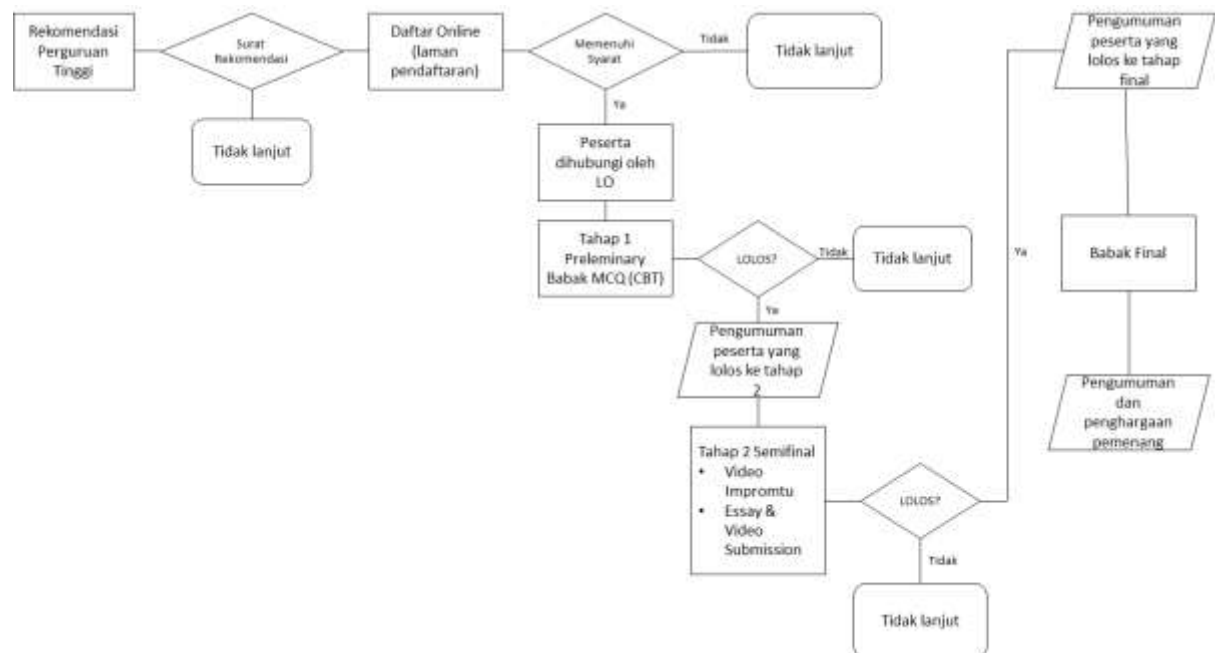 Rekomendasi
Perguruan
Tinggi
Surat
Rekomendasi
Tidak lanjut
Daftar Online
(laman
pendaftaran)
Memenuhi
Syarat
Tidak
Tidak lanjut
Ya
Peserta
dihubungi oleh
LO
Tahap 1
Preleminary
Babak MCQ (CBT)
LOLOS?
Tidak
Tidak lanjut
Ya
Pengumuman
peserta yang
lolos ke tahap
2
Tahap 2 Semifinal
• Video
Impromtu
• Essay &
Video
Submission
LOLOS?
Tidak
Tidak lanjut
Ya
Pengumuman
peserta yang
lolos ke tahap
final
Babak Final
Pengumuman
dan
penghargaan
pemenang